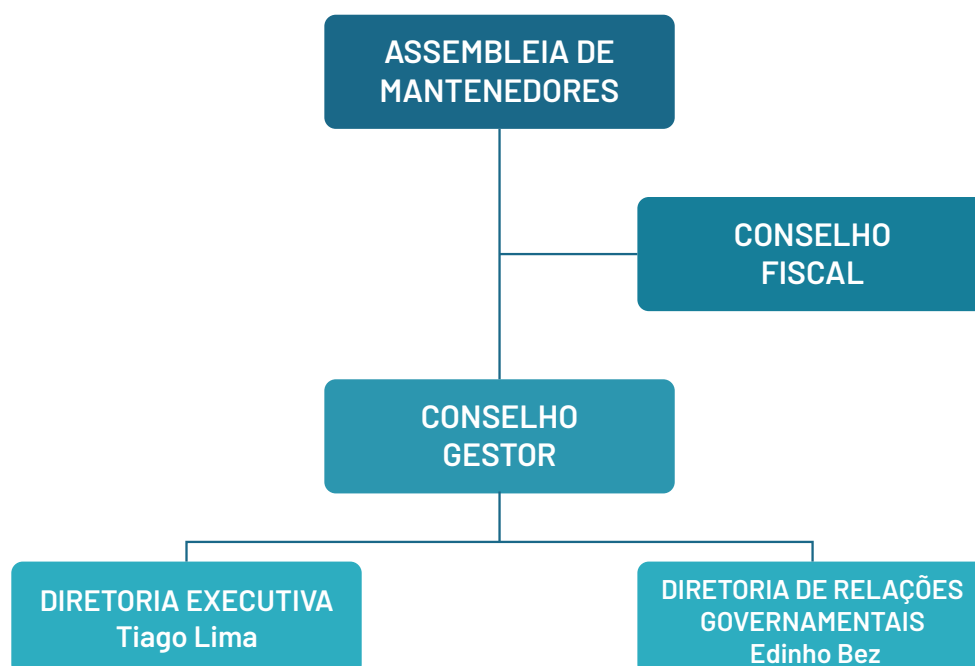 ASSEMBLEIA DE
MANTENEDORES
CONSELHO
FISCAL
CONSELHO
GESTOR
DIRETORIA EXECUTIVA
Tiago Lima
DIRETORIA DE RELAÇÕES
GOVERNAMENTAIS
Edinho Bez